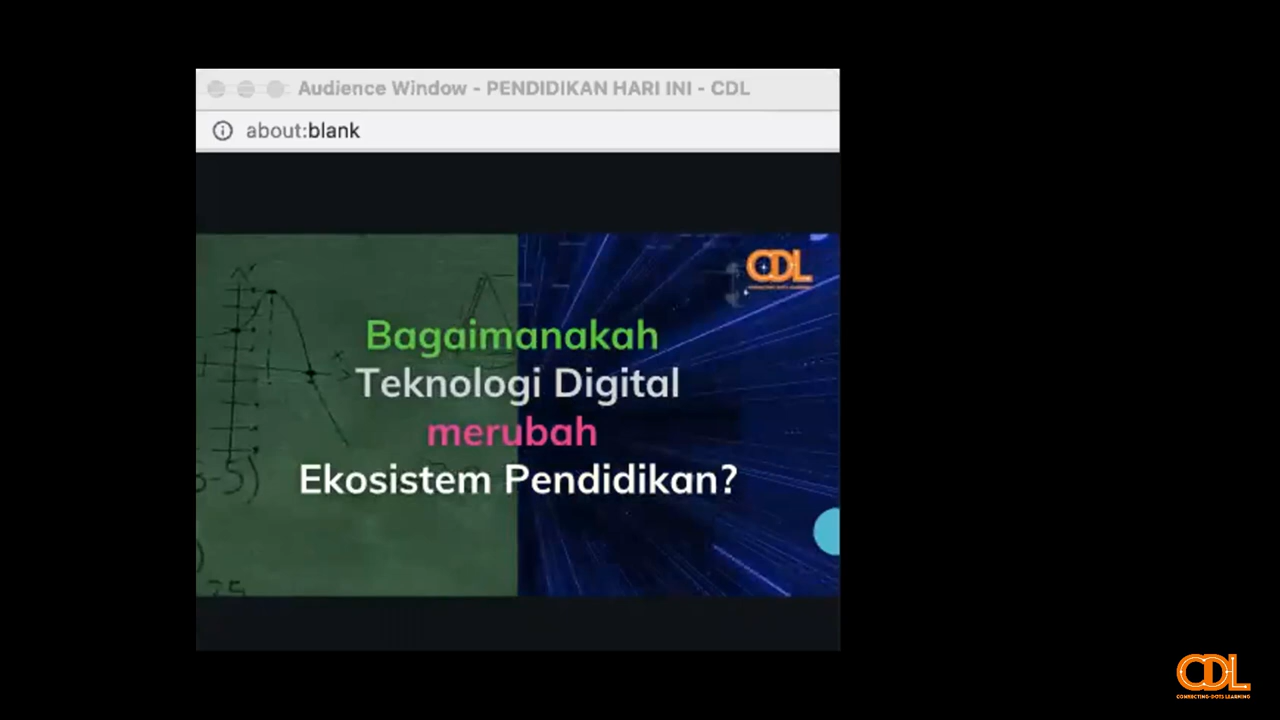 Audience Window - PENDIDIKAN HARI INI - CDL
about:blank
CDL
Bagaimanakah
Teknologi Digital
merubah
Ekosistem Pendidikan?
CDL
CONNECTING-DOTS LEARNING